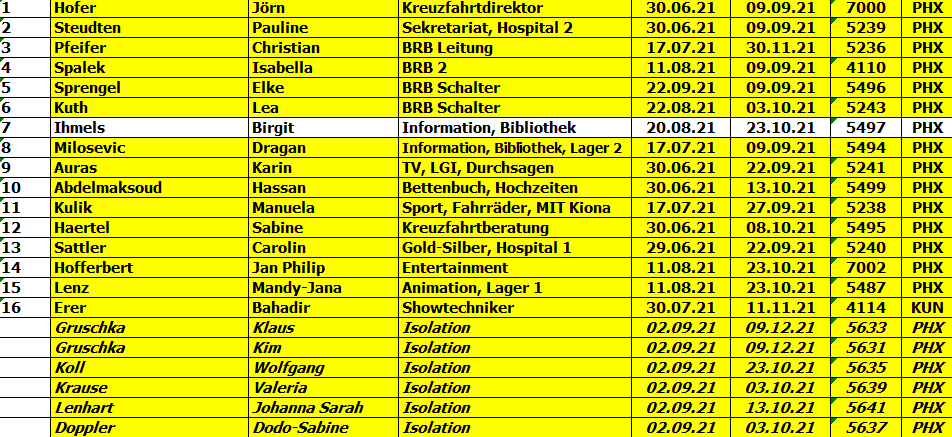 1 Hofer Jörn Kreuzfahrtdirektor 30.06.21 09.09.21 7000 PHX
2 Steudten Pauline Sekretariat, Hospital 2 30.06.21 09.09.21 5239 PHX
3 Pfeifer Christian BRB Leitung 17.07.21 30.11.21 5236 PHX
4 Spalek Isabella BRB 2 11.08.21 09.09.21 4110 PHX
5 Sprengel Elke BRB Schalter 22.09.21 09.09.21 5496 PHX
6 Kuth Lea BRB Schalter 22.08.21 03.10.21 5243 PHX
7 Ihmels Birgit Information, Bibliothek 20.08.21 23.10.21 5497 PHX
8 Milosevic Dragan Information, Bibliothek, Lager 2 17.07.21 09.09.21 5494 PHX
9 Auras Karin TV, LGI, Durchsagen 30.06.21 22.09.21 5241 PHX
10 Abdelmaksoud Hassan Bettenbuch, Hochzeiten 30.06.21 13.10.21 5499 PHX
11 Kulik Manuela Sport, Fahrräder, MIT Kiona 17.07.21 27.09.21 5238 PHX
12 Haertel Sabine Kreuzfahrtberatung 30.06.21 08.10.21 5495 PHX
13 Sattler Carolin Gold-Silber, Hospital 1 29.06.21 22.09.21 5240 PHX
14 Hofferbert Jan Philip Entertainment 11.08.21 23.10.21 7002 PHX
15 Lenz Mandy-Jana Animation, Lager 1 11.08.21 23.10.21 5487 PHX
16 Erer Bahadir Showtechniker 30.07.21 11.11.21 4114 KUN
Gruschka Klaus Isolation 02.09.21 09.12.21 5633 PHX
Gruschka Kim Isolation 02.09.21 09.12.21 5631 PHX
Koll Wolfgang Isolation 02.09.21 23.10.21 5635 PHX
Krause Valeria Isolation 02.09.21 03.10.21 5639 PHX
Lenhart Johanna Sarah Isolation 02.09.21 13.10.21 5641 PHX
Doppler Dodo-Sabine Isolation 02.09.21 03.10.21 5637 PHX